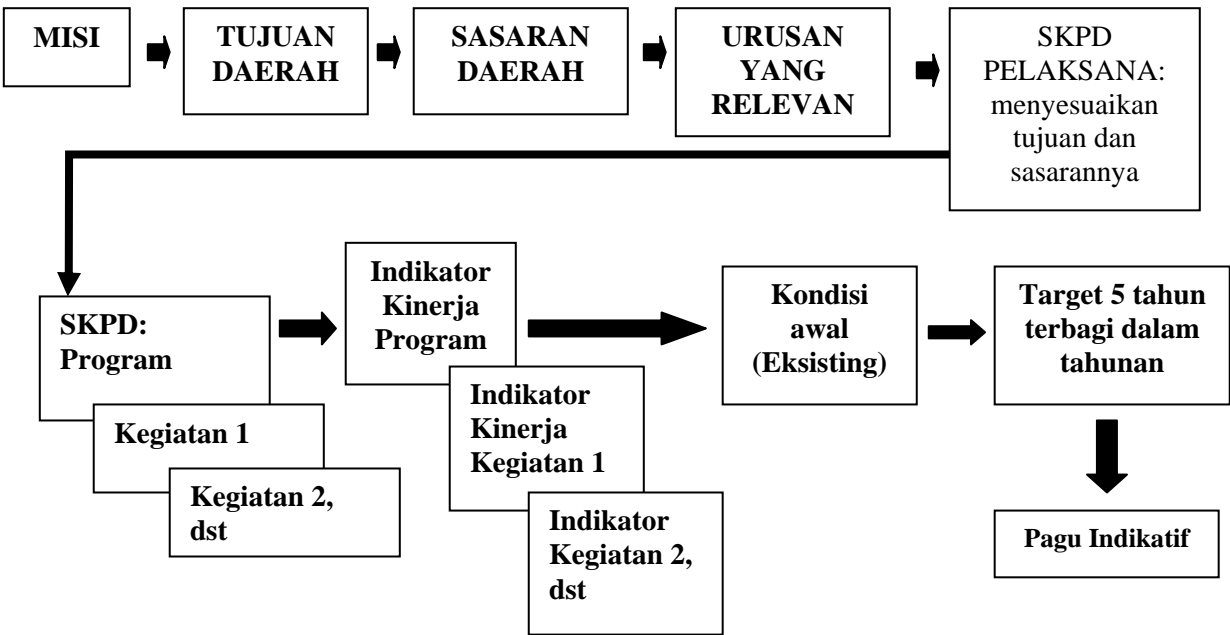 MISI
TUJUAN
DAERAH
SASARAN
DAERAH
URUSAN
YANG
RELEVAN
SKPD
PELAKSANA:
menyesuaikan
tujuan dan
sasarannya
SKPD:
Program
Kegiatan 1
Kegiatan 2,
dst
Indikator
Kinerja
Program
Indikator
Kinerja
Kegiatan 1
Indikator
Kegiatan 2,
dst
Kondisi
awal
(Eksisting)
Target 5 tahun
terbagi dalam
tahunan
Pagu Indikatif